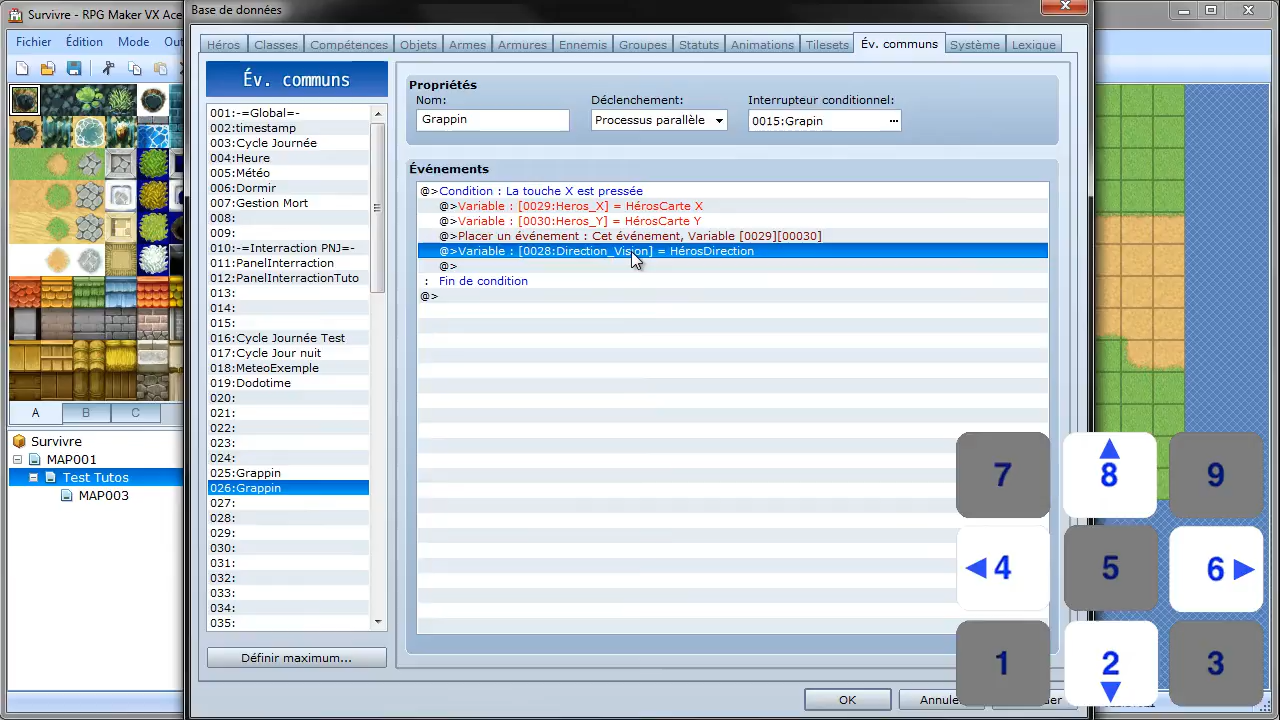 Survivre - RPG Maker VX Ace
Base de données
Fichier Édition Mode
Héros Classes Compétences Objets Armes Armures Ennemis Groupes Statuts Animations Tilesets Év. communs Système Lexique
Év. communs
001:-=Global=-
002:timestamp
003:Cycle Journée
004:Heure
005:Météo
006:Dormir
007:Gestion Mort
008:
009:
010:-=Interraction PNJ=-
011:PanelInterraction
012:PanelInterractionTuto
013:
014:
015:
016:Cycle Journée Test
017:Cycle Jour nuit
018:MeteoExemple
019:Dodotime
020:
021:
022:
023:
024:
025:Grappin
026:Grappin
027:
028:
029:
030:
031:
032:
033:
034:
035:
Définir maximum...
Propriétés
Nom: Déclenchement: Interrupteur conditionnel:
Grappin Processus parallèle 0015:Grapin ...
Événements
@>Condition : La touche X est pressée
@>Variable : [0029:Heros_X] = HérosCarte X
@>Variable : [0030:Heros_Y] = HérosCarte Y
@>Placer un événement : Cet événement, Variable [0029][00030]
@>Variable : [0028:Direction_Vision] = HérosDirection
@>
: Fin de condition
@>
A B C
Survivre
MAP001
Test Tutos
MAP003
7 8 9
4 5 6
1 2 3
OK